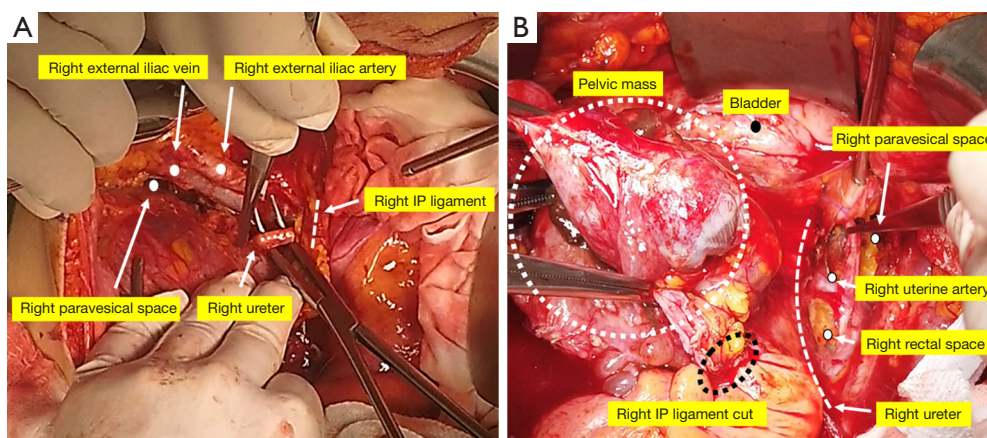 A
Right external iliac vein
Right external iliac artery
Right IP ligament
Right paravesical space
Right ureter
B
Pelvic mass
Bladder
Right paravesical space
Right uterine artery
Right rectal space
Right IP ligament cut
Right ureter